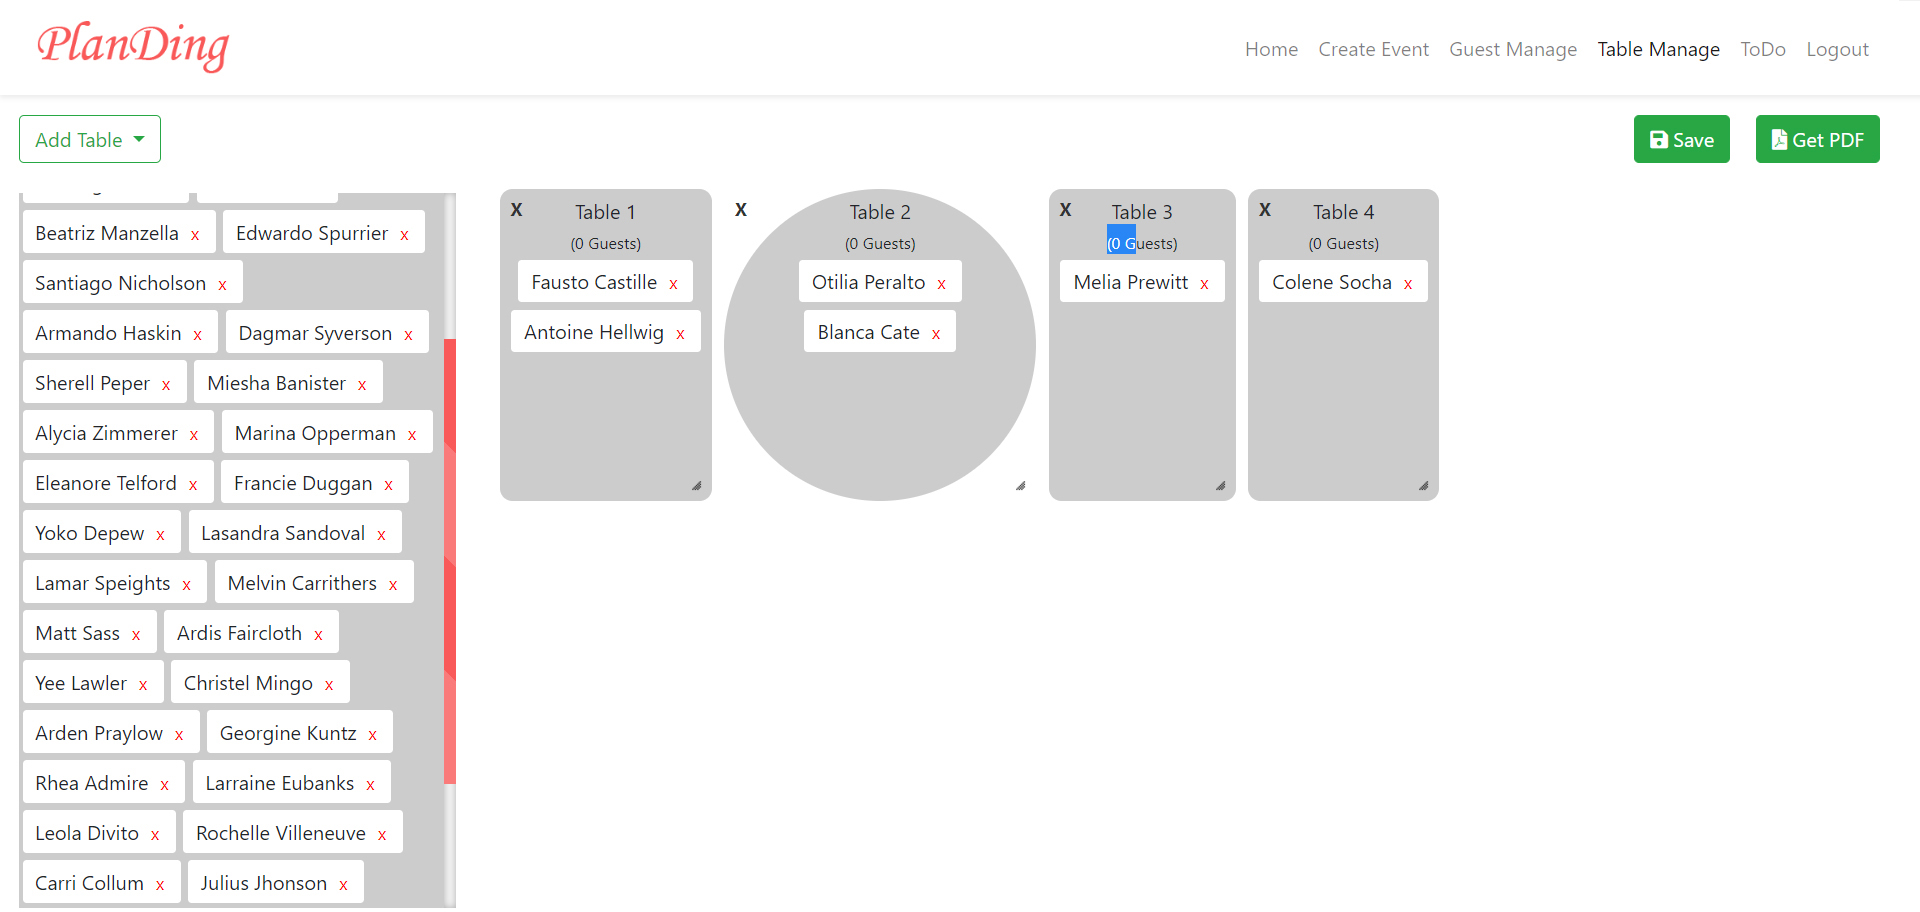 PlanDing
Home Create Event Guest Manage Table Manage ToDo Logout
Add Table
Save Get PDF
Beatriz Manzella x Edwardo Spurrier x
Santiago Nicholson x
Armando Haskin x Dagmar Syverson x
Sherell Peper x Miesha Banister x
Alycia Zimmerer x Marina Opperman x
Eleanore Telford x Francie Duggan x
Yoko Depew x Lasandra Sandoval x
Lamar Speights x Melvin Carrithers x
Matt Sass x Ardis Faircloth x
Yee Lawler x Christel Mingo x
Arden Praylow x Georgine Kuntz x
Rhea Admire x Larraine Eubanks x
Leola Divito x Rochelle Villeneuve x
Carri Collum x Julius Jhonson x
X Table 1
(0 Guests)
Fausto Castille x
Antoine Hellwig x
X Table 2
(0 Guests)
Otilia Peralto x
Blanca Cate x
X Table 3
(0 Guests)
Melia Prewitt x
X Table 4
(0 Guests)
Colene Socha x